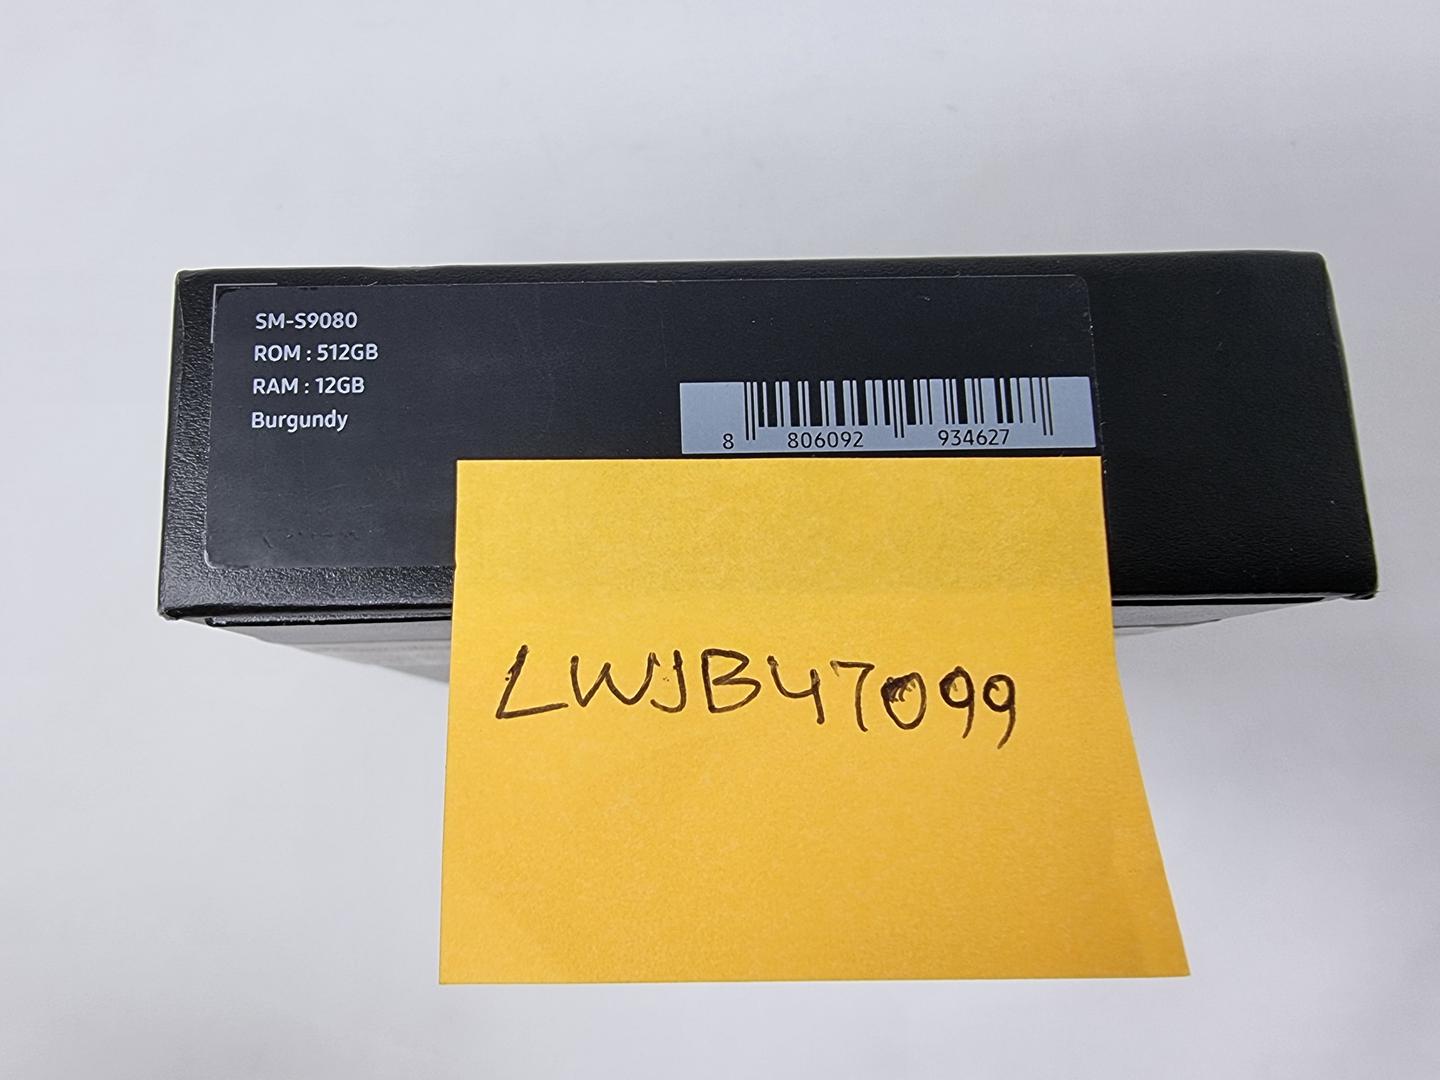 SM-S9080
ROM : 512GB
RAM : 12GB
Burgundy
8 806092 934627
LWJB47099